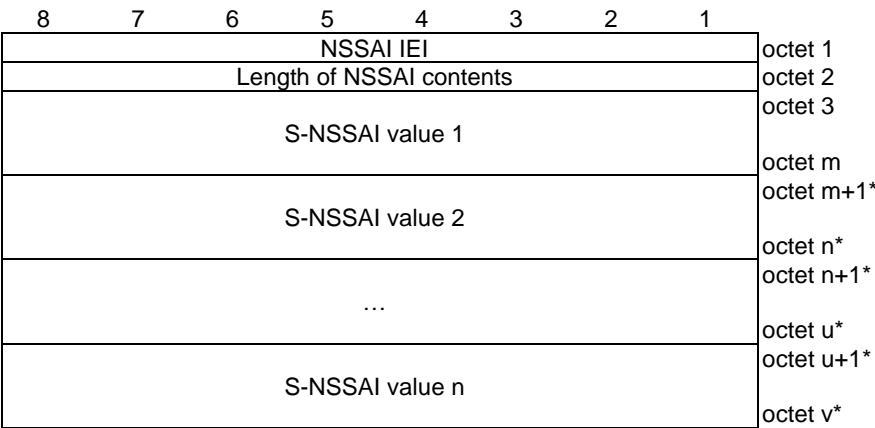 8 7 6 5 4 3 2 1
NSSAI IEI octet 1
Length of NSSAI contents octet 2
octet 3
S-NSSAI value 1
octet m
octet m+1*
S-NSSAI value 2
octet n*
octet n+1*
…
octet u*
octet u+1*
S-NSSAI value n
octet v*